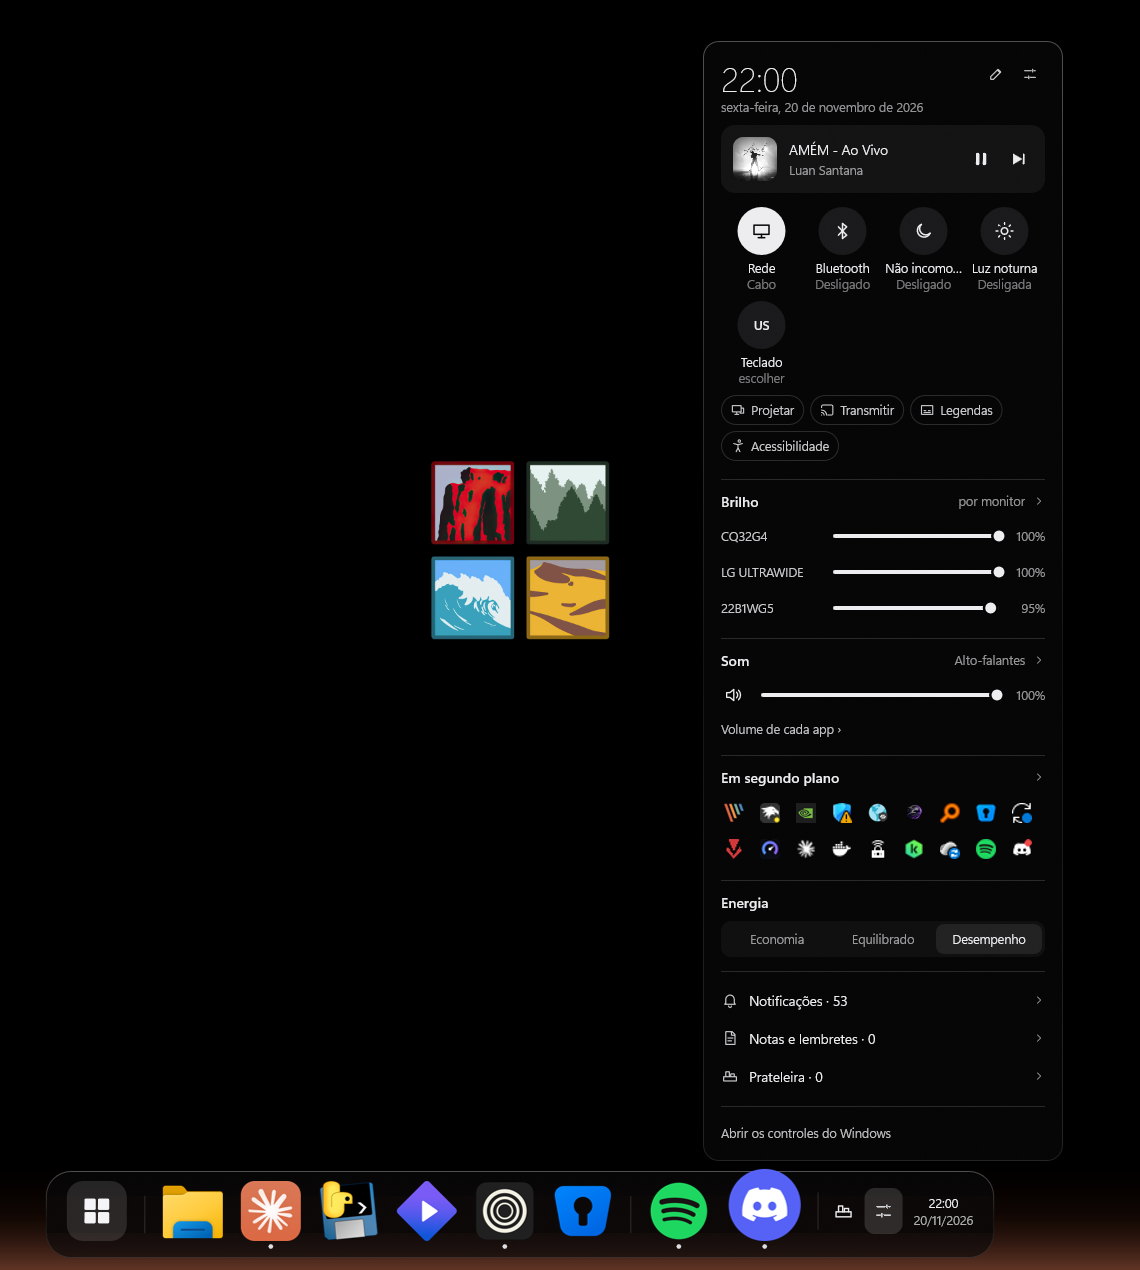 22:00
sexta-feira, 20 de novembro de 2026
AMÉM - Ao Vivo
Luan Santana
Rede
Cabo
Bluetooth
Desligado
Não incomo...
Desligado
Luz noturna
Desligada
US
Teclado
escolher
Projetar
Transmitir
Legendas
Acessibilidade
Brilho
por monitor
CQ32G4
100%
LG ULTRAWIDE
100%
22B1WG5
95%
Som
Alto-falantes
100%
Volume de cada app ›
Em segundo plano
Energia
Economia
Equilibrado
Desempenho
Notificações · 53
Notas e lembretes · 0
Prateleira · 0
Abrir os controles do Windows
22:00
20/11/2026